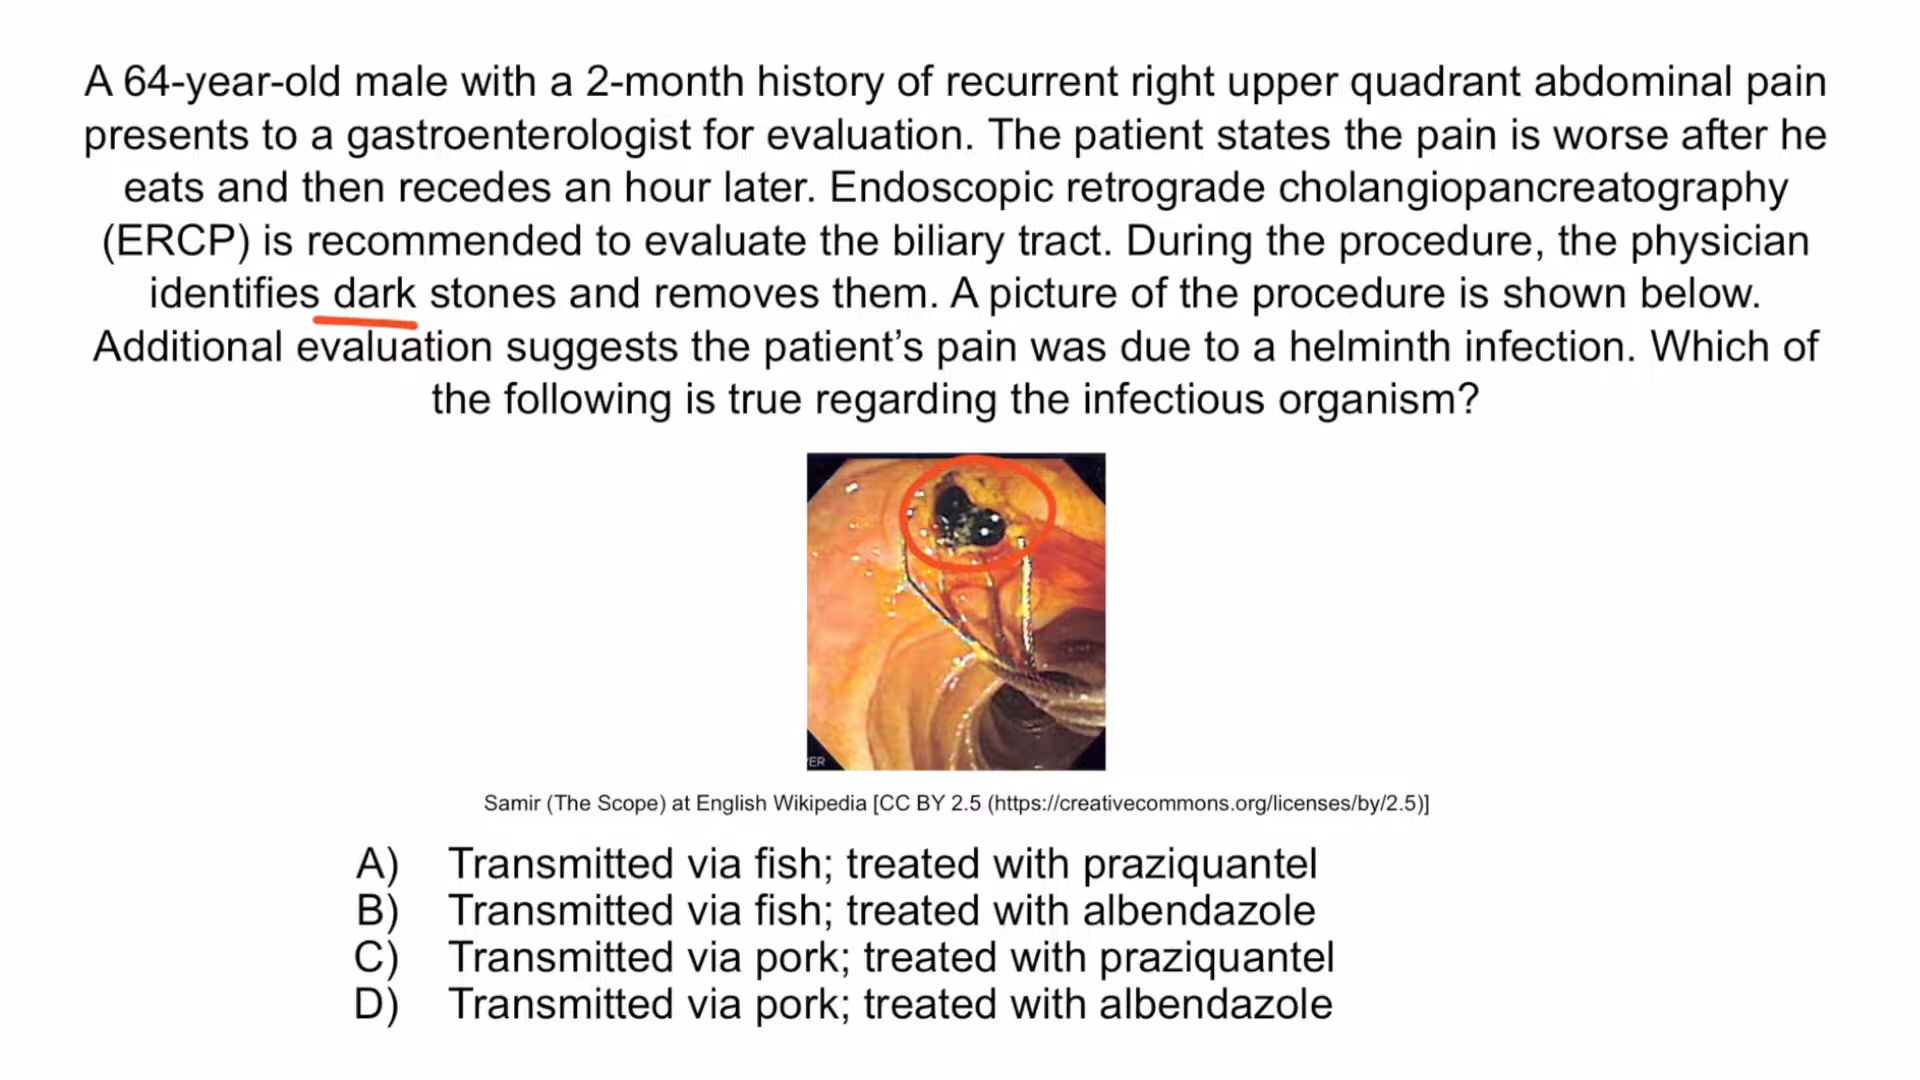 A 64-year-old male with a 2-month history of recurrent right upper quadrant abdominal pain
presents to a gastroenterologist for evaluation. The patient states the pain is worse after he
eats and then recedes an hour later. Endoscopic retrograde cholangiopancreatography
(ERCP) is recommended to evaluate the biliary tract. During the procedure, the physician
identifies dark stones and removes them. A picture of the procedure is shown below.
Additional evaluation suggests the patient’s pain was due to a helminth infection. Which of
the following is true regarding the infectious organism?
ER
Samir (The Scope) at English Wikipedia [CC BY 2.5 (https://creativecommons.org/licenses/by/2.5)]
A) Transmitted via fish; treated with praziquantel
B) Transmitted via fish; treated with albendazole
C) Transmitted via pork; treated with praziquantel
D) Transmitted via pork; treated with albendazole